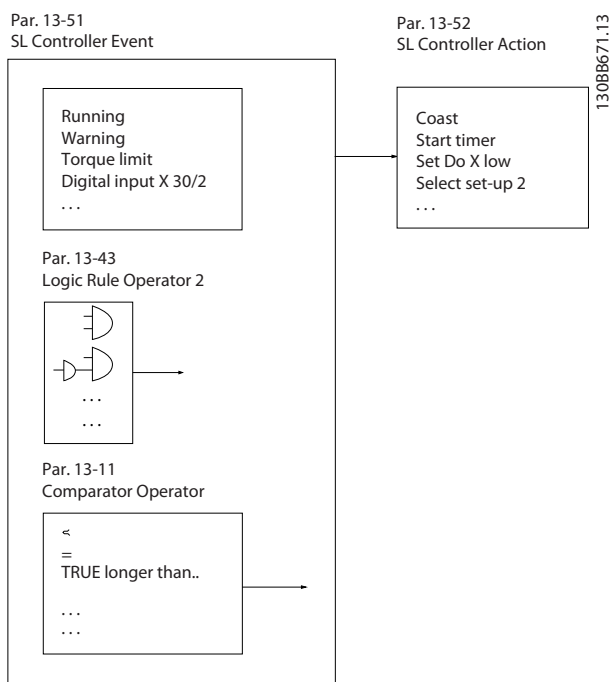 Par. 13-51
SL Controller Event
Par. 13-52
SL Controller Action
130BB671.13
Running
Warning
Torque limit
Digital input X 30/2
. . .
Coast
Start timer
Set Do X low
Select set-up 2
. . .
Par. 13-43
Logic Rule Operator 2
. . .
. . .
Par. 13-11
Comparator Operator
=
TRUE longer than..
. . .
. . .